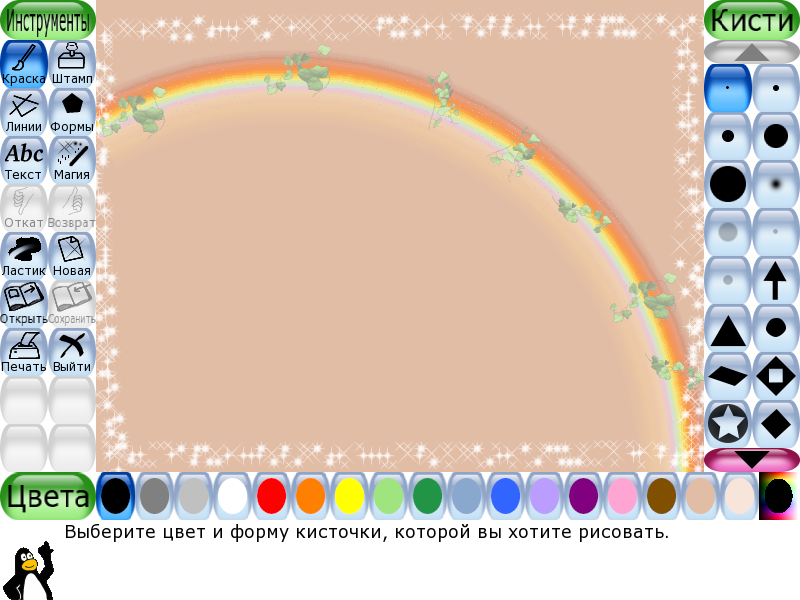 Инструменты
Кисти
Краска Штамп
Линии Формы
Abc
Текст Магия
Откат Возврат
Ластик Новая
Открыть Сохранить
Печать Выйти
Цвета
Выберите цвет и форму кисточки, которой вы хотите рисовать.